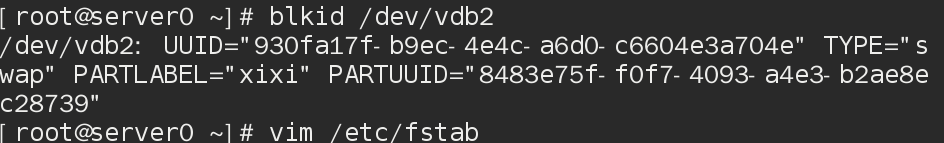 [root@server0 ~]# blkid /dev/vdb2
/dev/vdb2: UUID="930fa17f-b9ec-4e4c-a6d0-c6604e3a704e" TYPE="s
wap" PARTLABEL="xixi" PARTUUID="8483e75f-f0f7-4093-a4e3-b2ae8e
c28739"
[root@server0 ~]# vim /etc/fstab